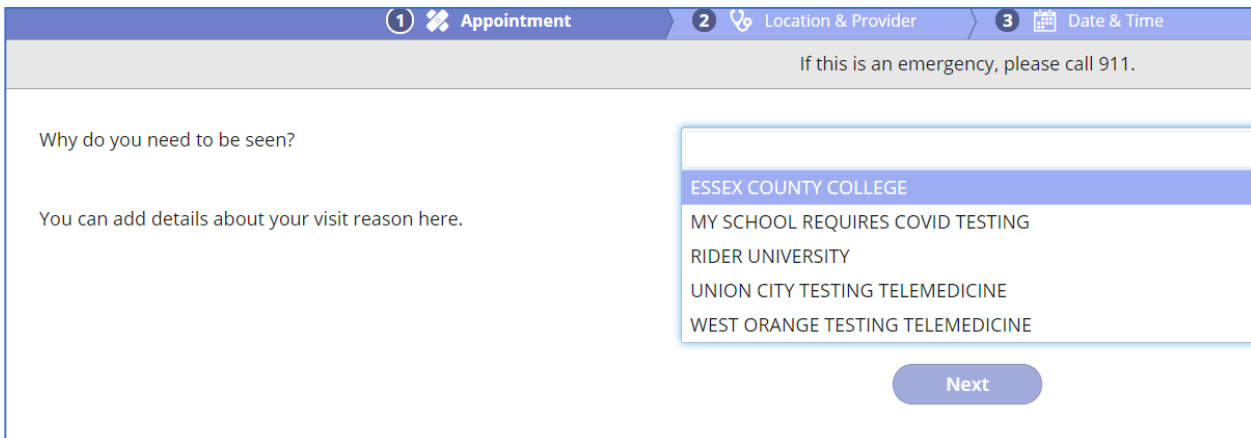 1 Appointment 2 Location & Provider 3 Date & Time
If this is an emergency, please call 911.
Why do you need to be seen?
ESSEX COUNTY COLLEGE
You can add details about your visit reason here.
MY SCHOOL REQUIRES COVID TESTING
RIDER UNIVERSITY
UNION CITY TESTING TELEMEDICINE
WEST ORANGE TESTING TELEMEDICINE
Next